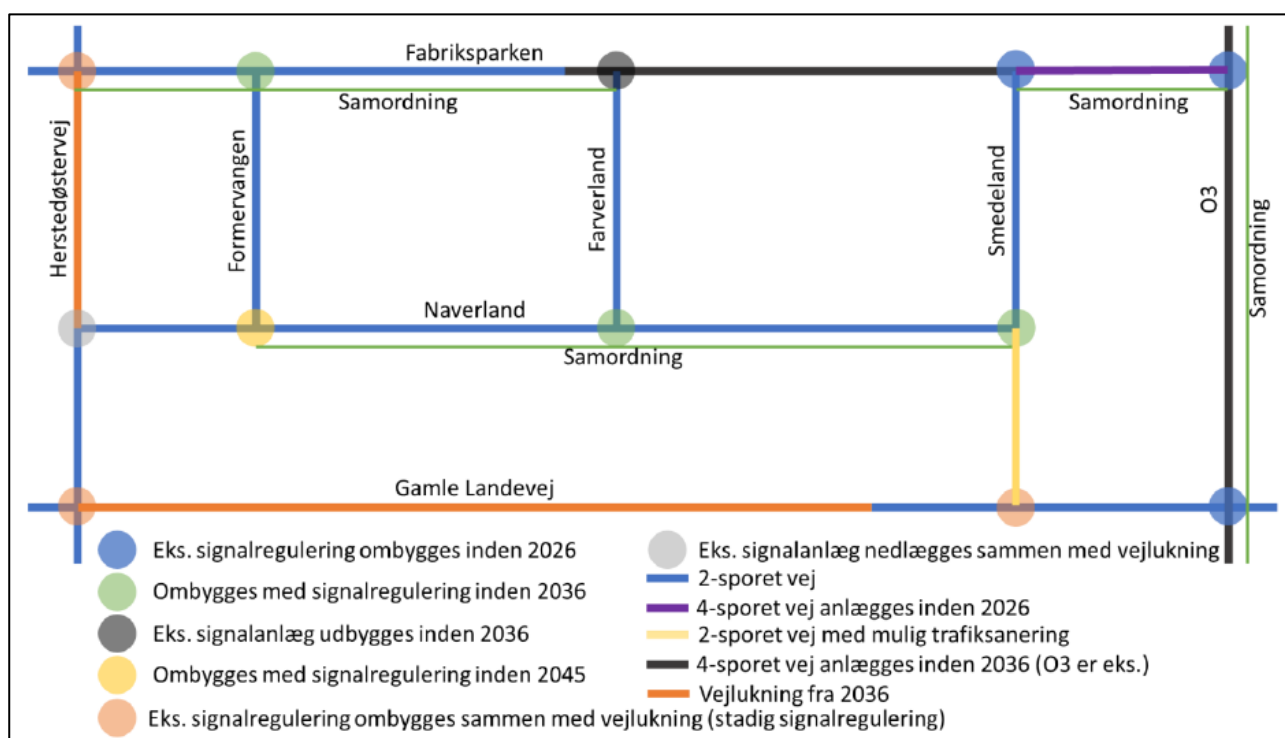 Fabriksparken
Samordning
Samordning
Herstedøstervej
Formervangen
Farverland
Smedeland
O3
Samordning
Naverland
Samordning
Gamle Landevej
Eks. signalregulering ombygges inden 2026
Ombygges med signalregulering inden 2036
Eks. signalanlæg udbygges inden 2036
Ombygges med signalregulering inden 2045
Eks. signalregulering ombygges sammen med vejlukning (stadig signalregulering)
Eks. signalanlæg nedlægges sammen med vejlukning
2-sporet vej
4-sporet vej anlægges inden 2026
2-sporet vej med mulig trafiksanering
4-sporet vej anlægges inden 2036 (O3 er eks.)
Vejlukning fra 2036